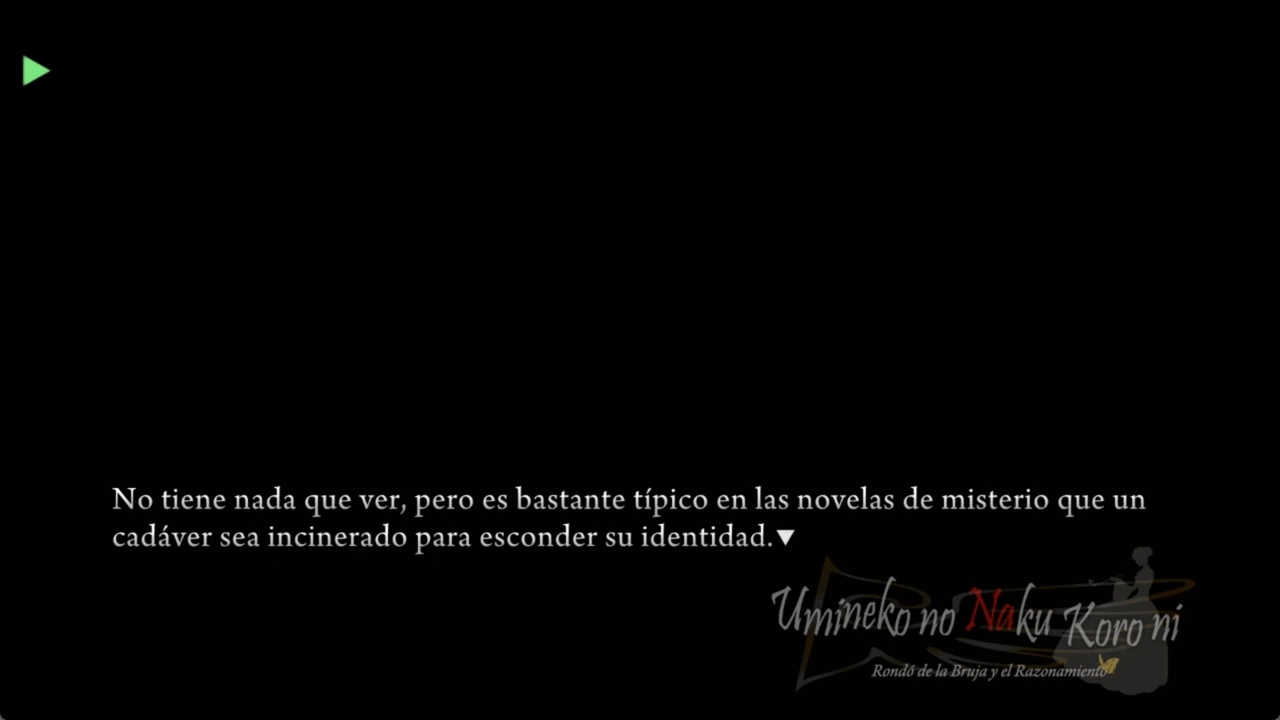 No tiene nada que ver, pero es bastante típico en las novelas de misterio que un
cadáver sea incinerado para esconder su identidad.▼
Umineko no Naku Koro ni
Rondó de la Bruja y el Razonamiento